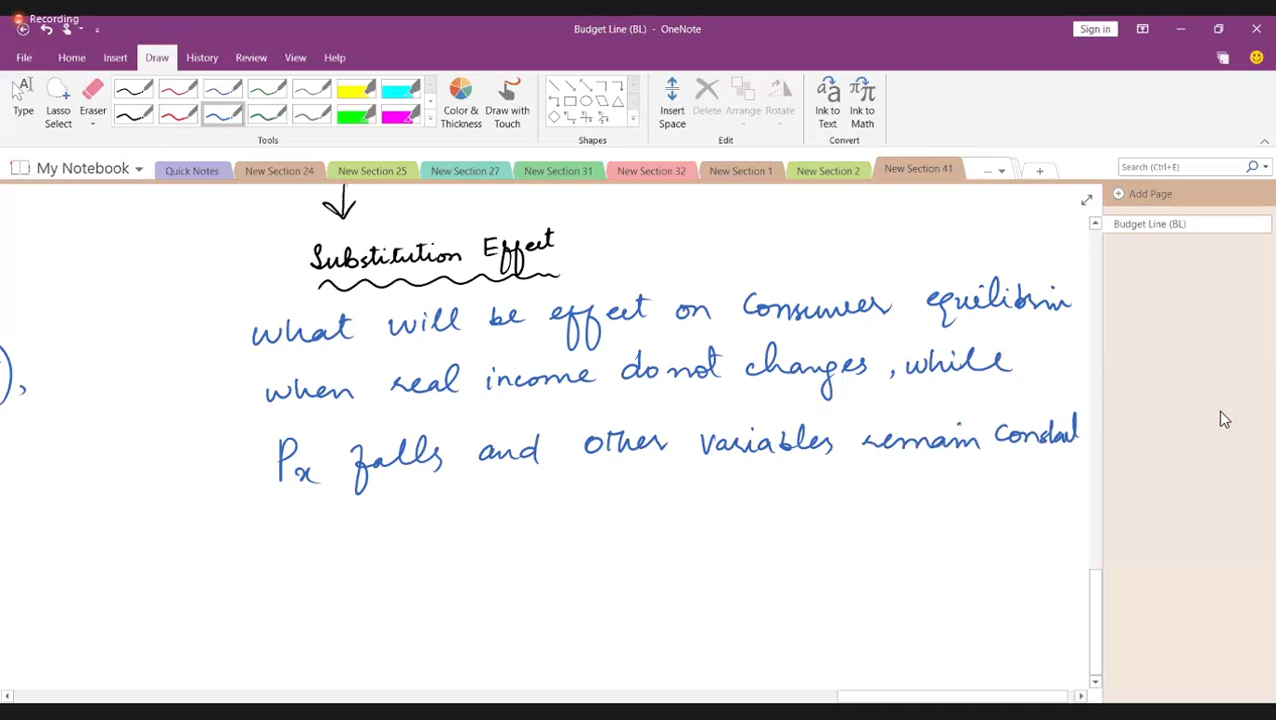 Recording
Budget Line (BL) - OneNote
Sign in
File Home Insert Draw History Review View Help
Type
Lasso Select
Eraser
Color & Thickness
Draw with Touch
Insert Space
Delete
Arrange
Rotate
Ink to Text
Ink to Math
Tools
Shapes
Edit
Convert
My Notebook
Quick Notes
New Section 24
New Section 25
New Section 27
New Section 31
New Section 32
New Section 1
New Section 2
New Section 41
...
Search (Ctrl+E)
Add Page
Budget Line (BL)
Substitution Effect
What will be effect on consumer
when real income do not changes, while
Px falls and other variables remain
),